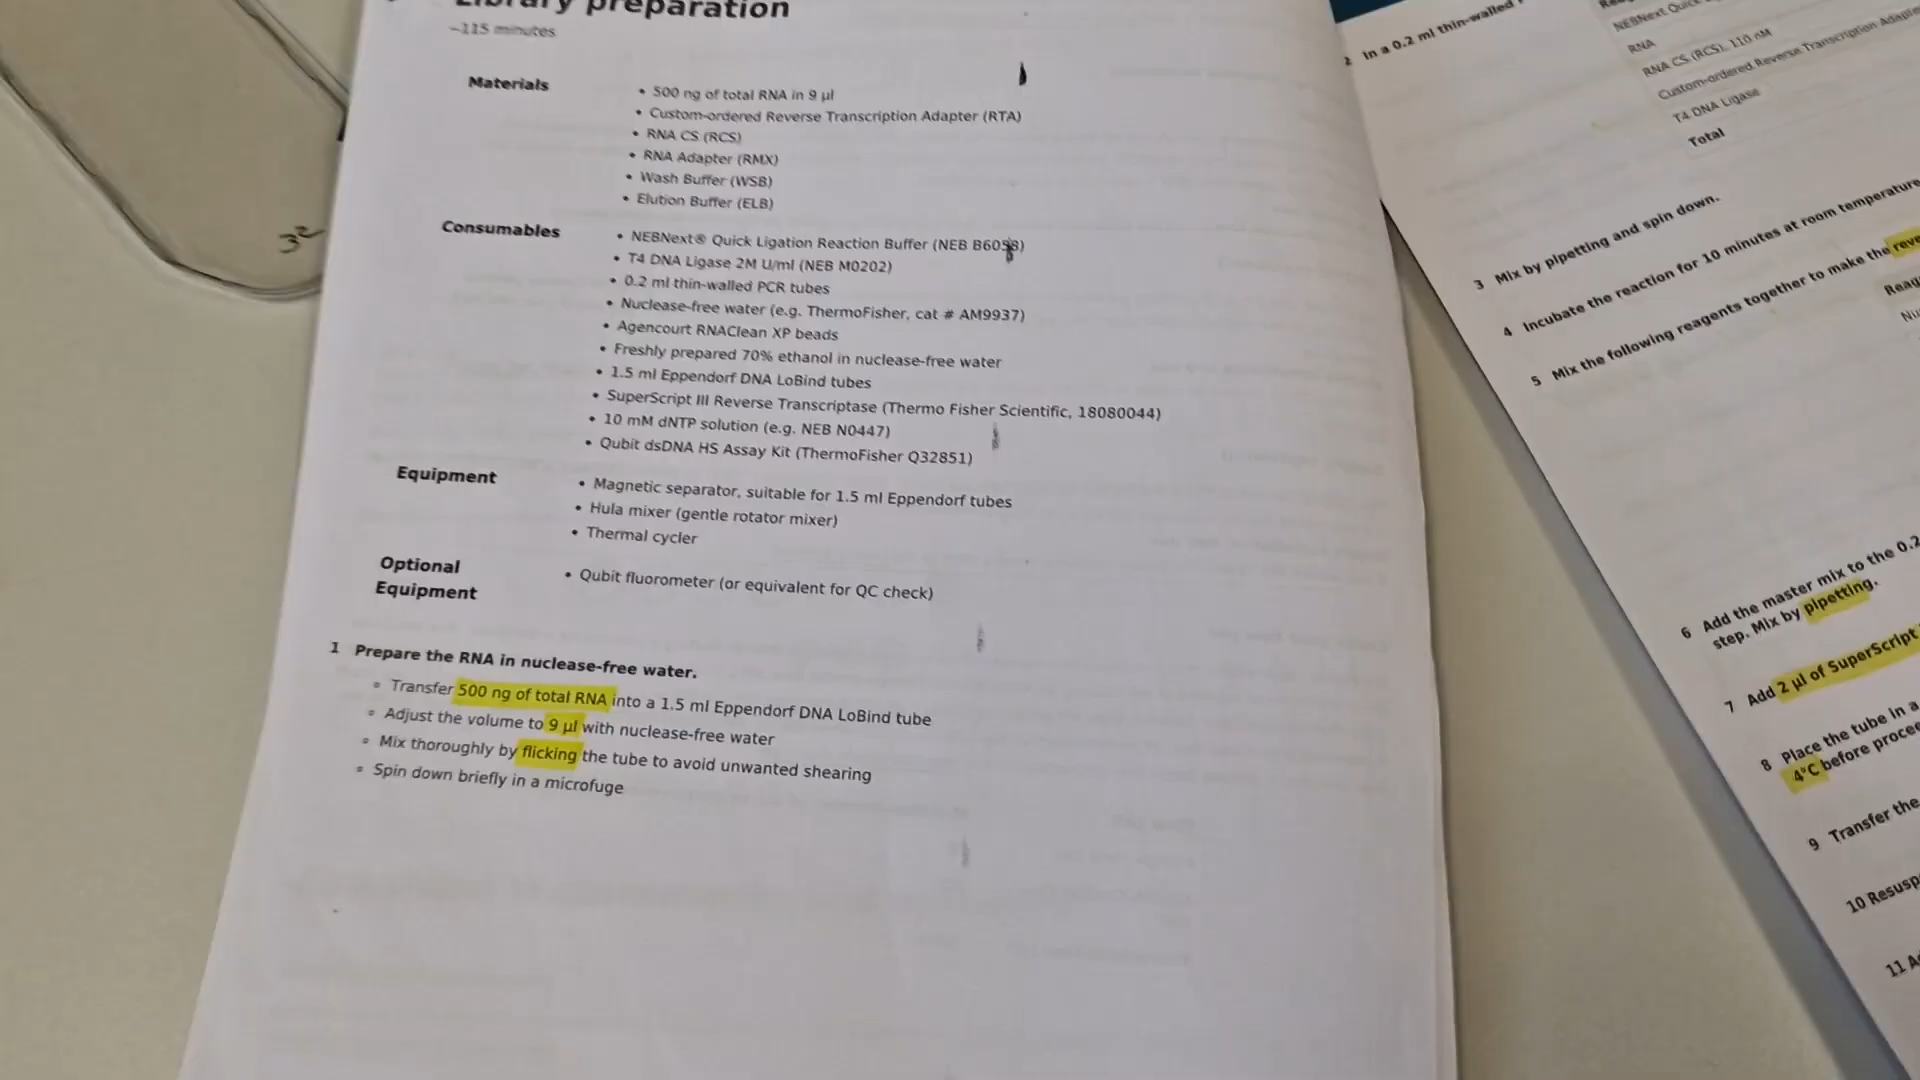 Library preparation
~115 minutes
Materials
• 500 ng of total RNA in 9 µl
• Custom-ordered Reverse Transcription Adapter (RTA)
• RNA CS (RCS)
• RNA Adapter (RMX)
• Wash Buffer (WSB)
• Elution Buffer (ELB)
Consumables
• NEBNext® Quick Ligation Reaction Buffer (NEB B6058)
• T4 DNA Ligase 2M U/ml (NEB M0202)
• 0.2 ml thin-walled PCR tubes
• Nuclease-free water (e.g. ThermoFisher, cat # AM9937)
• Agencourt RNAClean XP beads
• Freshly prepared 70% ethanol in nuclease-free water
• 1.5 ml Eppendorf DNA LoBind tubes
• SuperScript III Reverse Transcriptase (Thermo Fisher Scientific, 18080044)
• 10 mM dNTP solution (e.g. NEB N0447)
• Qubit dsDNA HS Assay Kit (ThermoFisher Q32851)
Equipment
• Magnetic separator, suitable for 1.5 ml Eppendorf tubes
• Hula mixer (gentle rotator mixer)
• Thermal cycler
Optional
Equipment
• Qubit fluorometer (or equivalent for QC check)
1 Prepare the RNA in nuclease-free water.
Transfer 500 ng of total RNA into a 1.5 ml Eppendorf DNA LoBind tube
Adjust the volume to 9 µl with nuclease-free water
Mix thoroughly by flicking the tube to avoid unwanted shearing
Spin down briefly in a microfuge
2 In a 0.2 ml thin-walled
NEBNext Quick
RNA
RNA CS (RCS), 110 nM
Custom-ordered Reverse Transcription
T4 DNA Ligase
Total
3 Mix by pipetting and spin down.
4 Incubate the reaction for 10 minutes at room temperature
5 Mix the following reagents together to make the
6 Add the master mix to the
step. Mix by pipetting.
7 Add 2 µl of SuperScript
8 Place the tube in a
4°C before
9 Transfer the
10
11